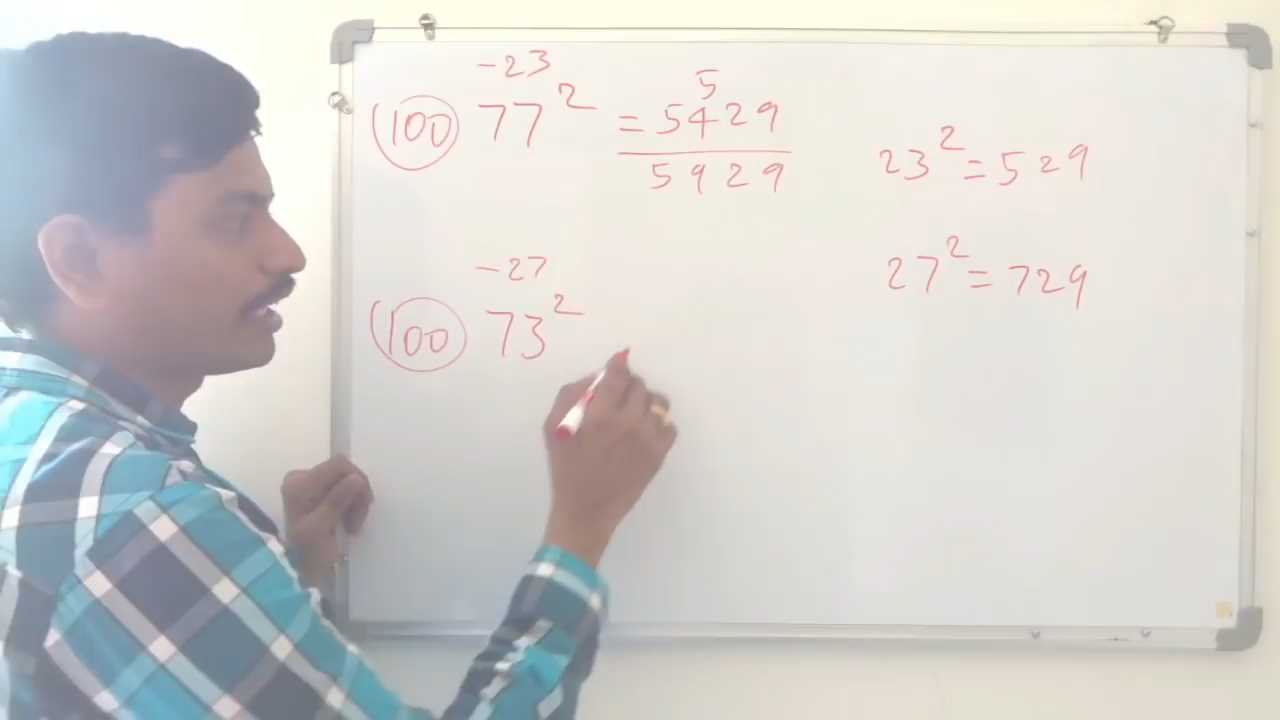 -23
100 77² = 5429
5
5929
23² = 529
-27
100 73²
27² = 729